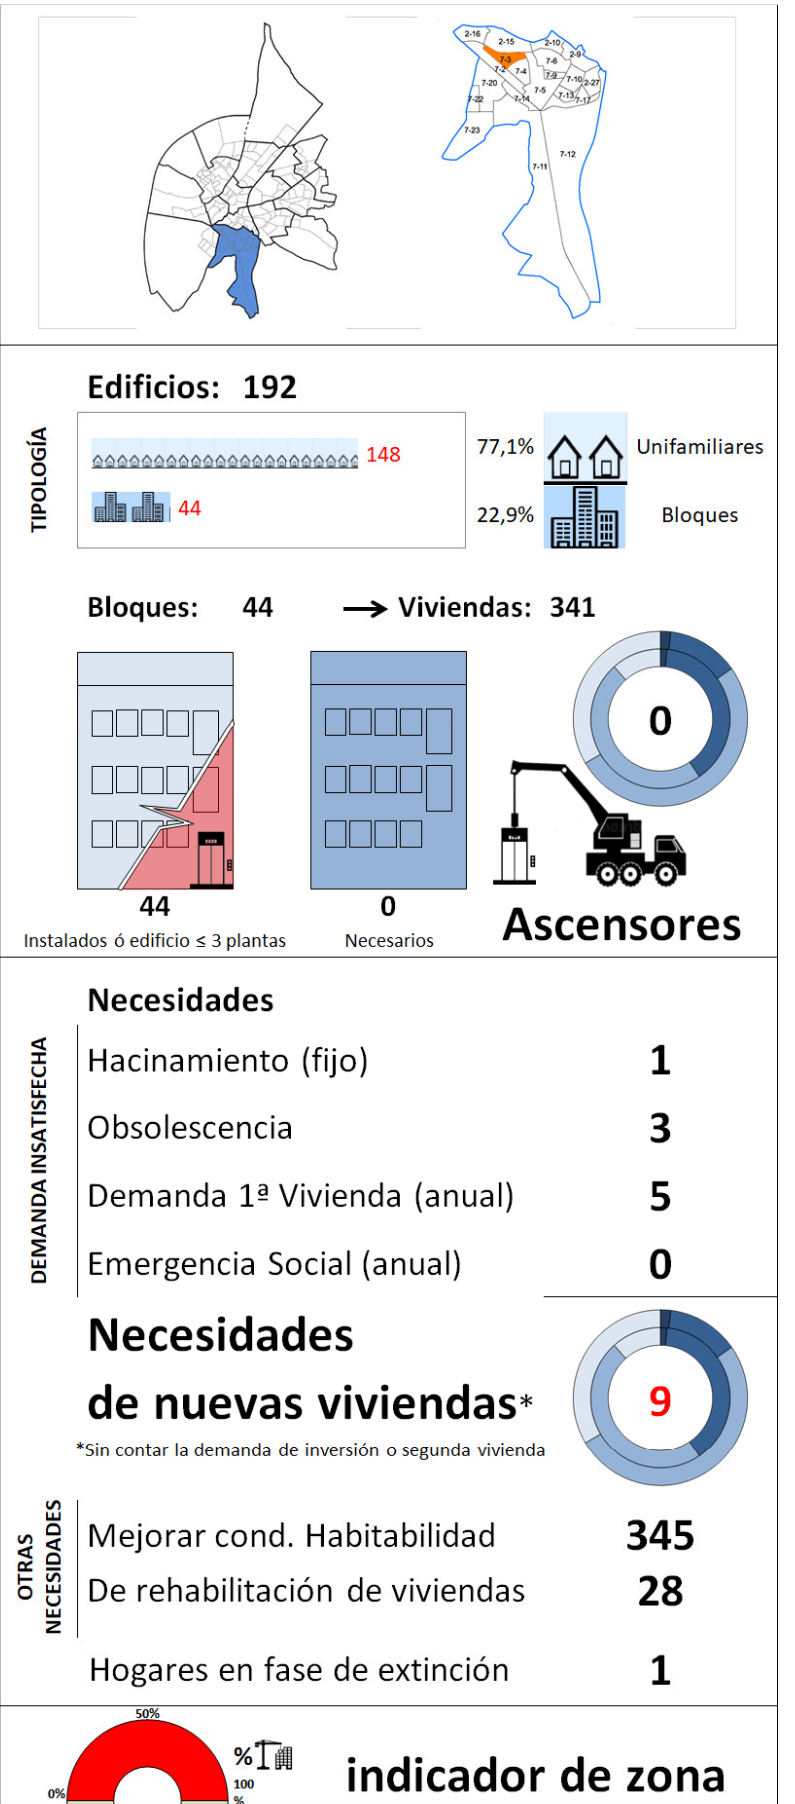 2-16
2-15
2-10
2-9
7-3
7-2
7-4
7-6
7-9
7-10
2-27
7-20
7-5
7-13
7-17
7-22
7-14
7-23
7-11
7-12
Edificios: 192
TIPOLOGÍA
148
77,1%
Unifamiliares
44
22,9%
Bloques
Bloques: 44
Viviendas: 341
0
44
0
Instalados ó edificio ≤ 3 plantas
Necesarios
Ascensores
DEMANDA INSATISFECHA
Necesidades
Hacinamiento (fijo) 1
Obsolescencia 3
Demanda 1ª Vivienda (anual) 5
Emergencia Social (anual) 0
Necesidades
de nuevas viviendas*
9
*Sin contar la demanda de inversión o segunda vivienda
OTRAS
NECESIDADES
Mejorar cond. Habitabilidad 345
De rehabilitación de viviendas 28
Hogares en fase de extinción 1
50%
%
0%
100
%
indicador de zona